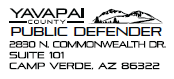 YAVAPAI
COUNTY
PUBLIC DEFENDER
2830 N. COMMONWEALTH DR.
SUITE 101
CAMP VERDE, AZ 86322